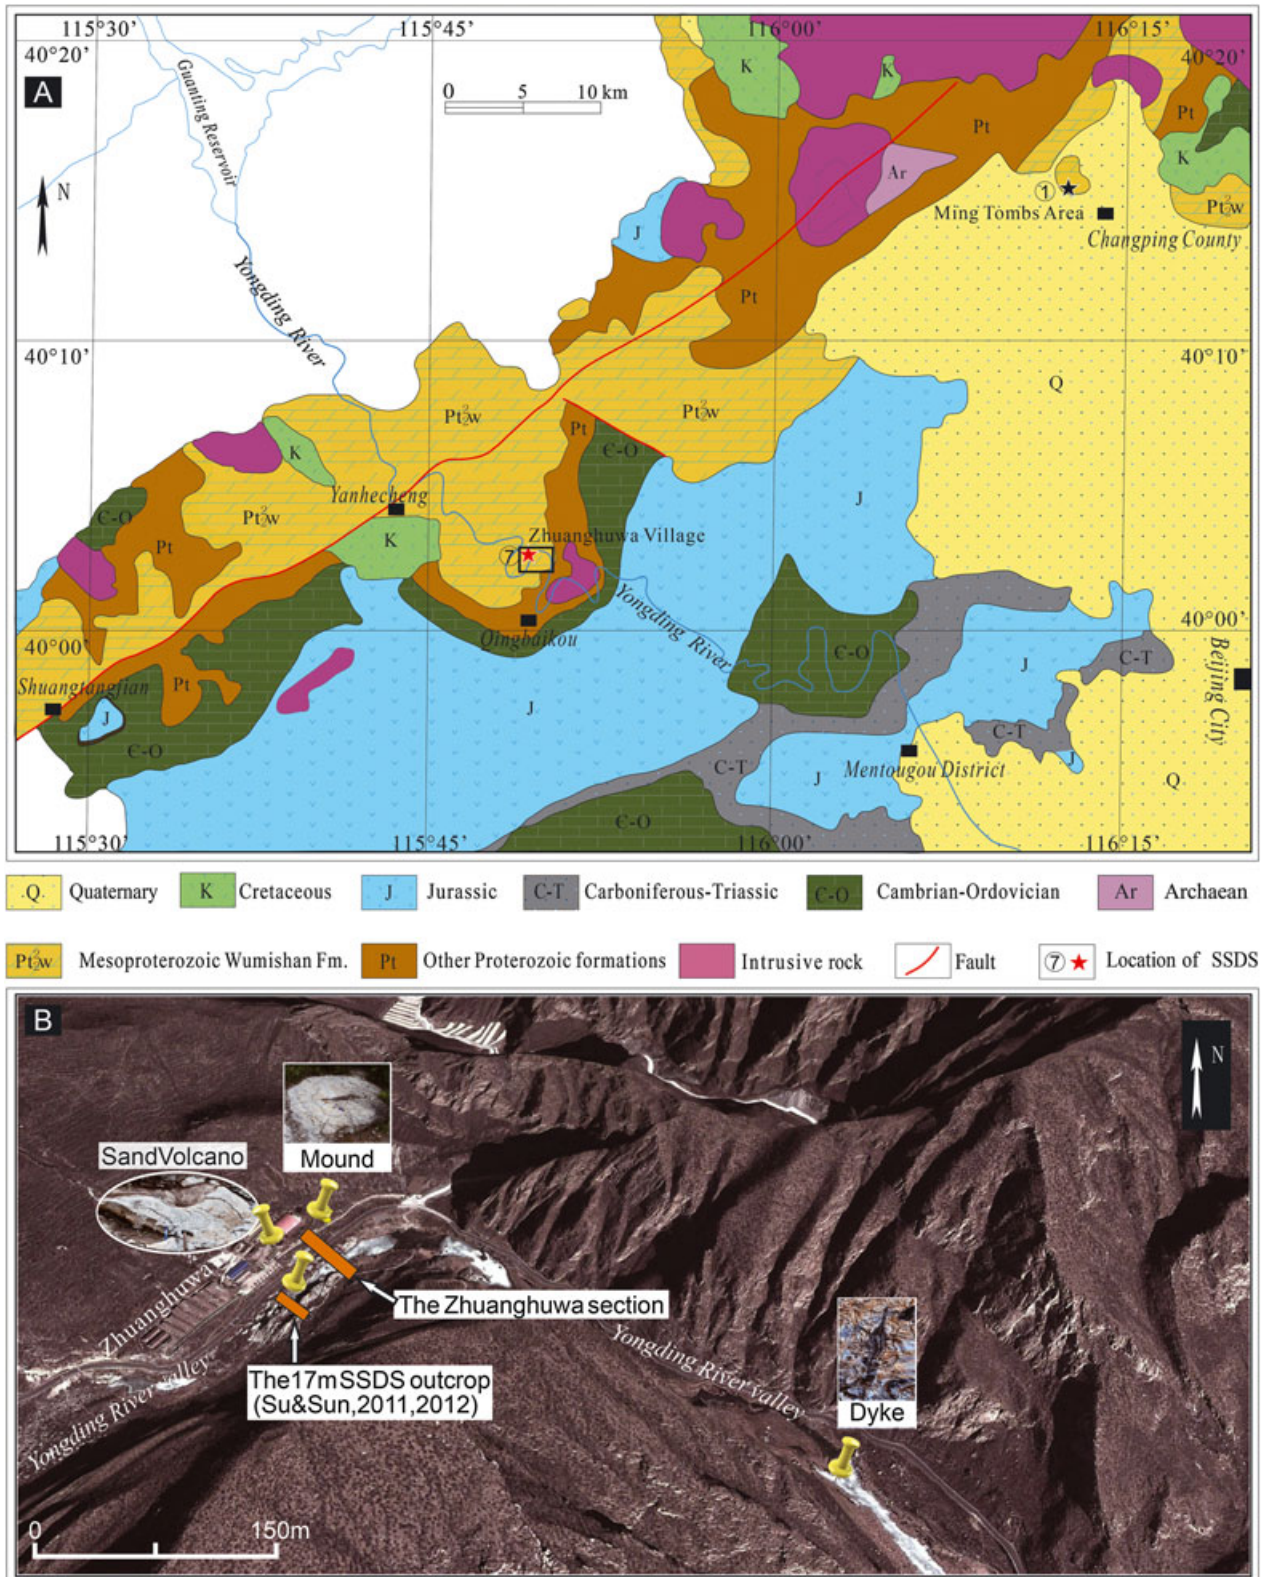 115°30’
115°45’
116°00’
116°15’
40°20’
40°20’
A
0 5 10 km
N
Guanting Reservoir
Yongding River
K
K
Pt
Pt
K
Ar
1
Ming Tombs Area
Changping County
Pt²₂w
J
Pt
40°10’
40°10’
Q
Pt²₂w
Pt²₂w
Pt
Є-O
K
Yanhecheng
J
Pt²₂w
Є-O
Pt
K
Zhuanghuwa Village
7
Yongding River
Qingbaikou
40°00’
40°00’
Є-O
J
C-T
Beijing City
Shuangtangjian
Pt
J
J
Є-O
C-T
C-T
J
J
Mentougou District
Q
Є-O
115°30’
115°45’
116°00’
116°15’
Q Quaternary
K Cretaceous
J Jurassic
C-T Carboniferous-Triassic
Є-O Cambrian-Ordovician
Ar Archaean
Pt²₂w Mesoproterozoic Wumishan Fm.
Pt Other Proterozoic formations
Intrusive rock
Fault
7 Location of SSDS
B
N
SandVolcano
Mound
Zhuanghuwa
The Zhuanghuwa section
Yongding River valley
The17mSSDS outcrop
(Su&Sun,2011,2012)
Yongding River valley
Dyke
0 150m